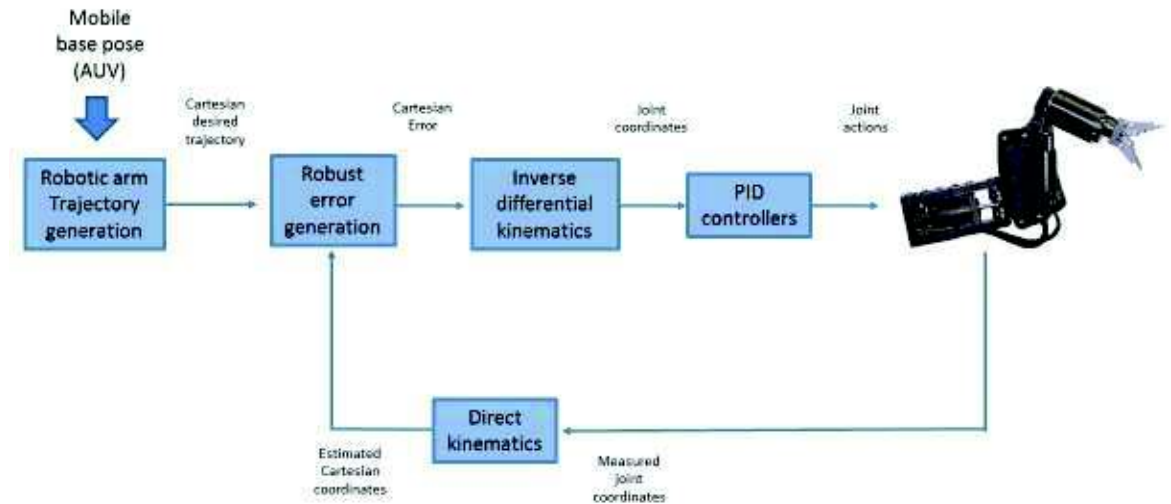 Mobile
base pose
(AUV)
Cartesian
desired
trajectory
Cartesian
Error
Joint
coordinates
Joint
actions
Robotic arm
Trajectory
generation
Robust
error
generation
Inverse
differential
kinematics
PID
controllers
Direct
kinematics
Estimated
Cartesian
coordinates
Measured
joint
coordinates